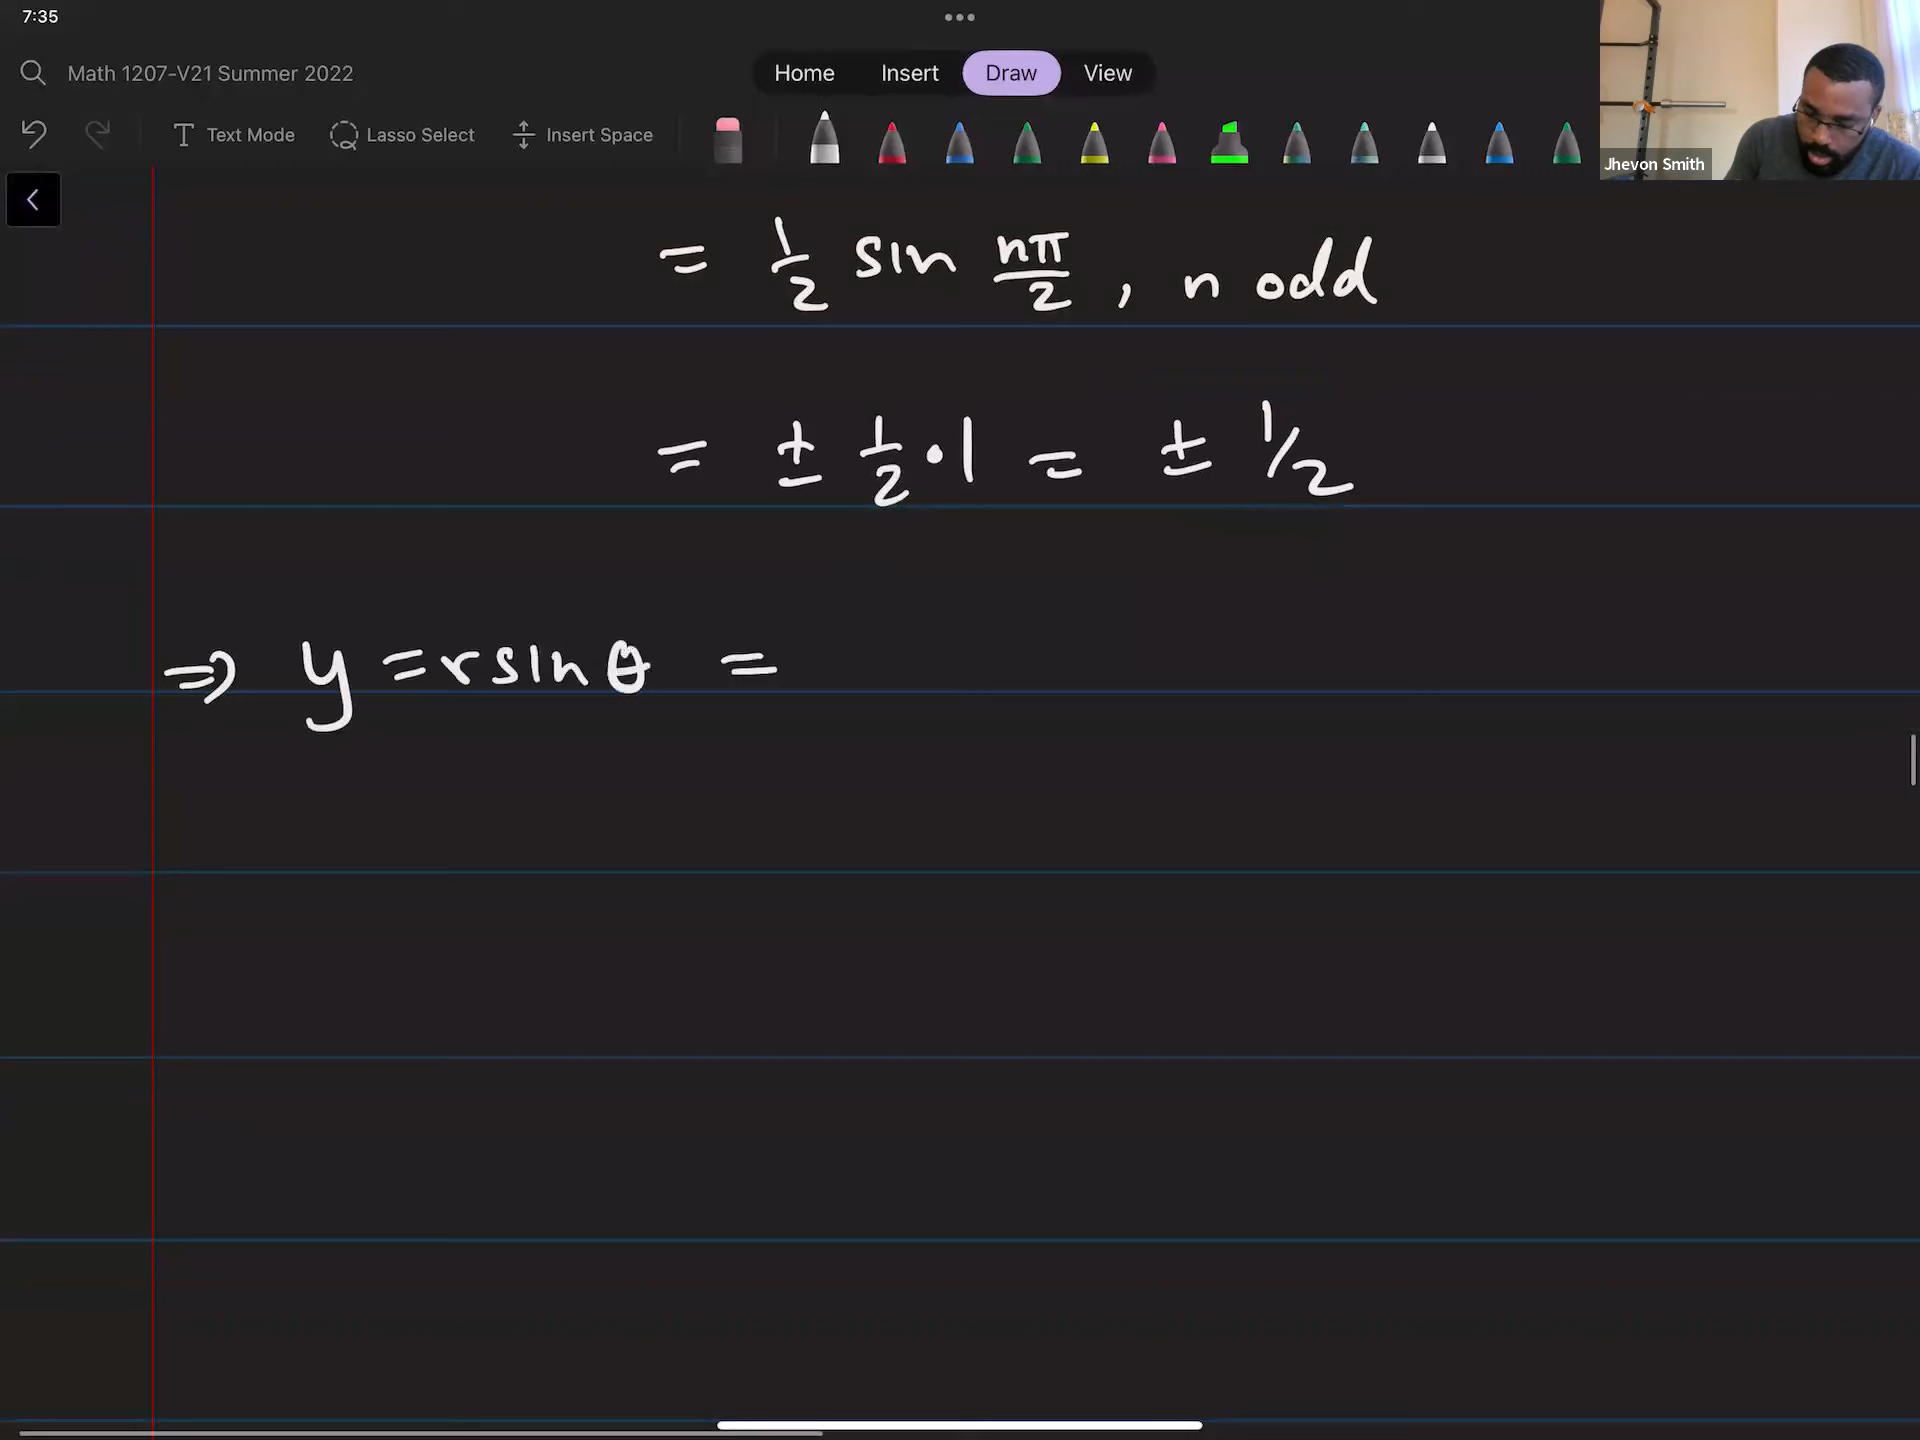 7:35
Math 1207-V21 Summer 2022
Home Insert Draw View
Text Mode Lasso Select Insert Space
Jhevon Smith
= 1/2 sin nπ/2 , n odd
= ± 1/2 · 1 = ± 1/2
⇒ y = r sin θ =